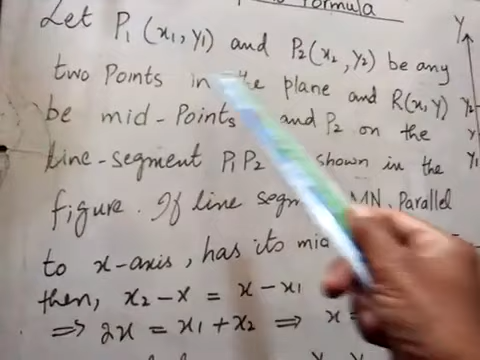 Formula
Let P₁ (x₁, y₁) and P₂(x₂, y₂) be any
two Points in the plane and R(x, y)
be mid-Points and P₂ on the
Line-segment P₁P₂ shown in the
figure. If line MN Parallel
to x-axis, has its
then, x₂-x = x-x₁
⇒ 2x = x₁+x₂ ⇒ x=
Y
y₂
y₁